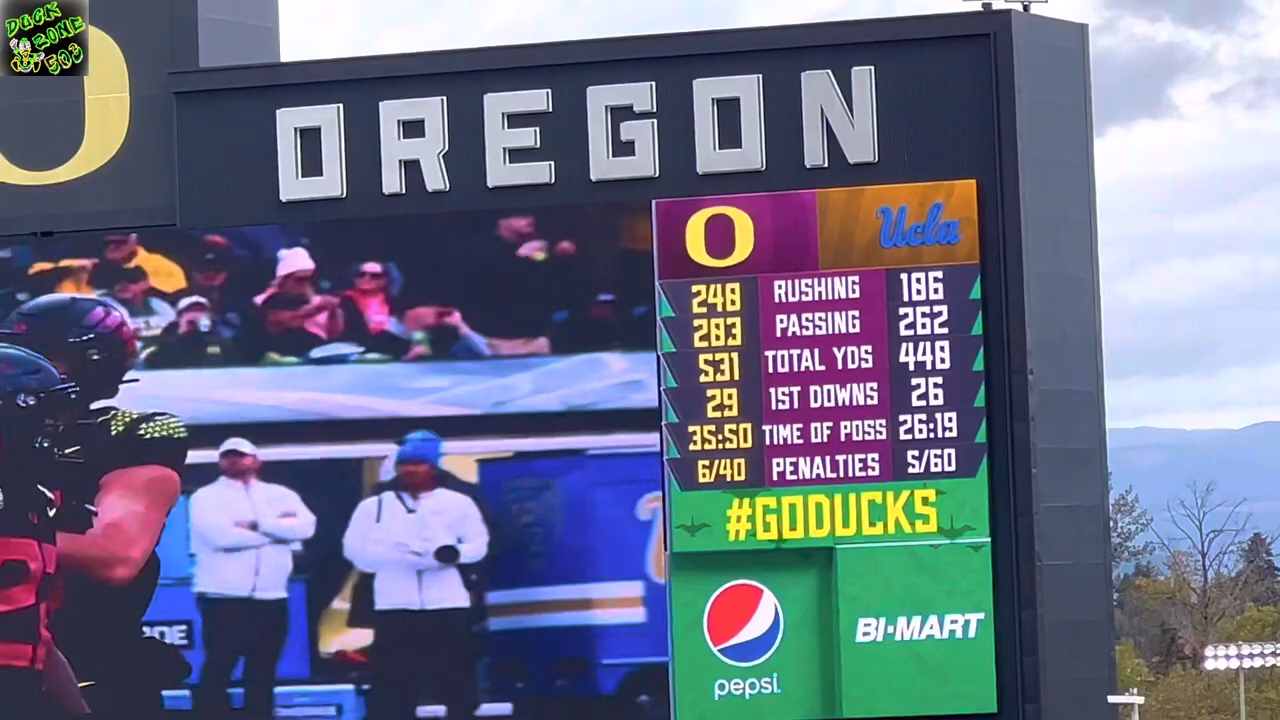 DUCK
ZONE
503
O
OREGON
O UCLA
248 RUSHING 186
283 PASSING 262
531 TOTAL YDS 448
29 1ST DOWNS 26
35:50 TIME OF POSS 26:19
6/40 PENALTIES 5/60
#GODUCKS
pepsi
BI-MART